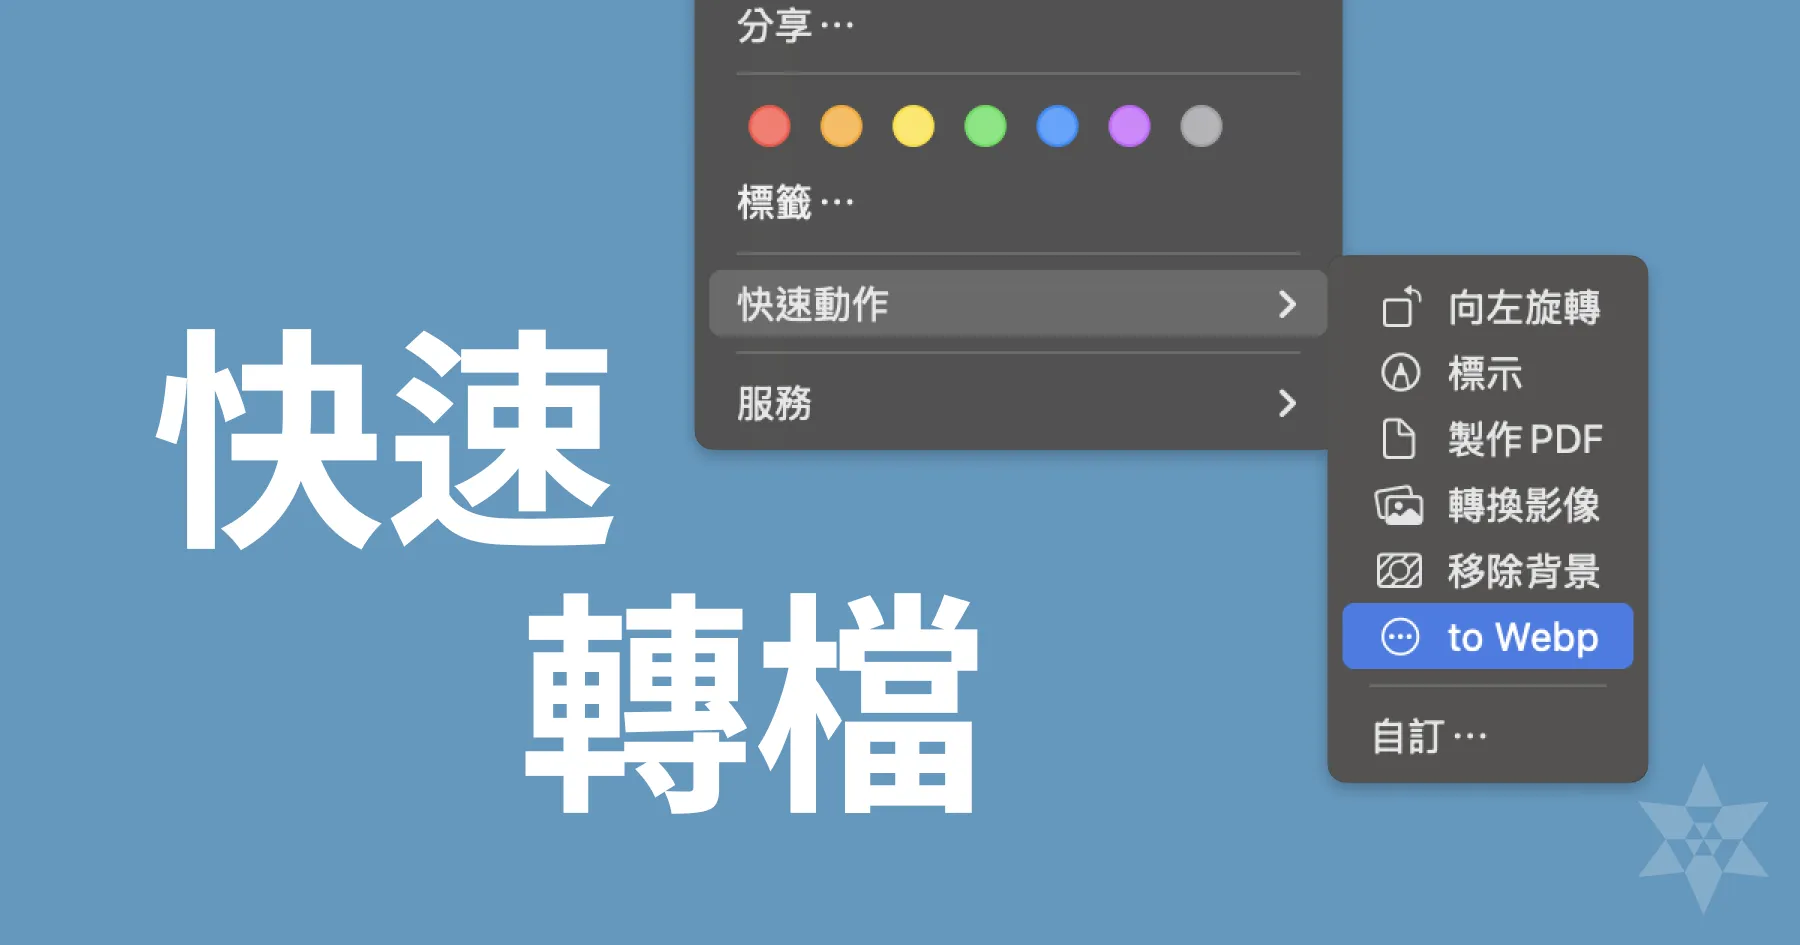 分享⋯
標籤⋯
快速動作
服務
向左旋轉
標示
製作 PDF
轉換影像
移除背景
to Webp
自訂⋯
快速
轉檔